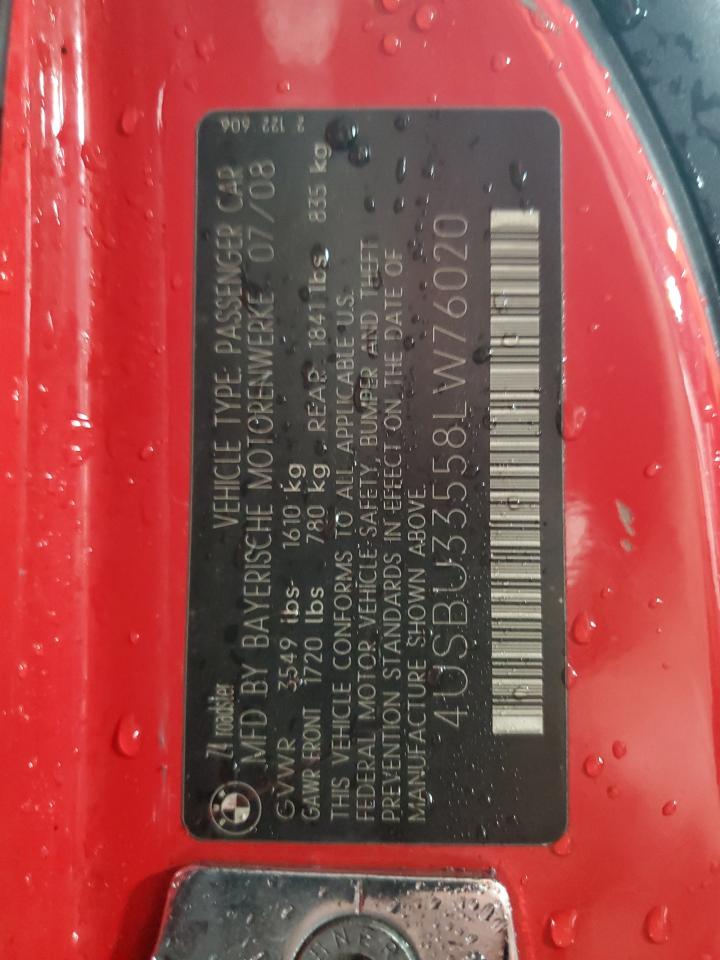 Z4 roadster VEHICLE TYPE: PASSENGER CAR 2 122 606
MFD BY BAYERISCHE MOTORENWERKE. 07/08
GVWR 3549 lbs 1610 kg
GAWR FRONT 1720 lbs 780 kg REAR 1841 lbs 835 kg
THIS VEHICLE CONFORMS TO ALL APPLICABLE U.S.
FEDERAL MOTOR VEHICLE SAFETY, BUMPER AND THEFT
PREVENTION STANDARDS IN EFFECT ON THE DATE OF
MANUFACTURE SHOWN ABOVE
4USBU33558LW76020